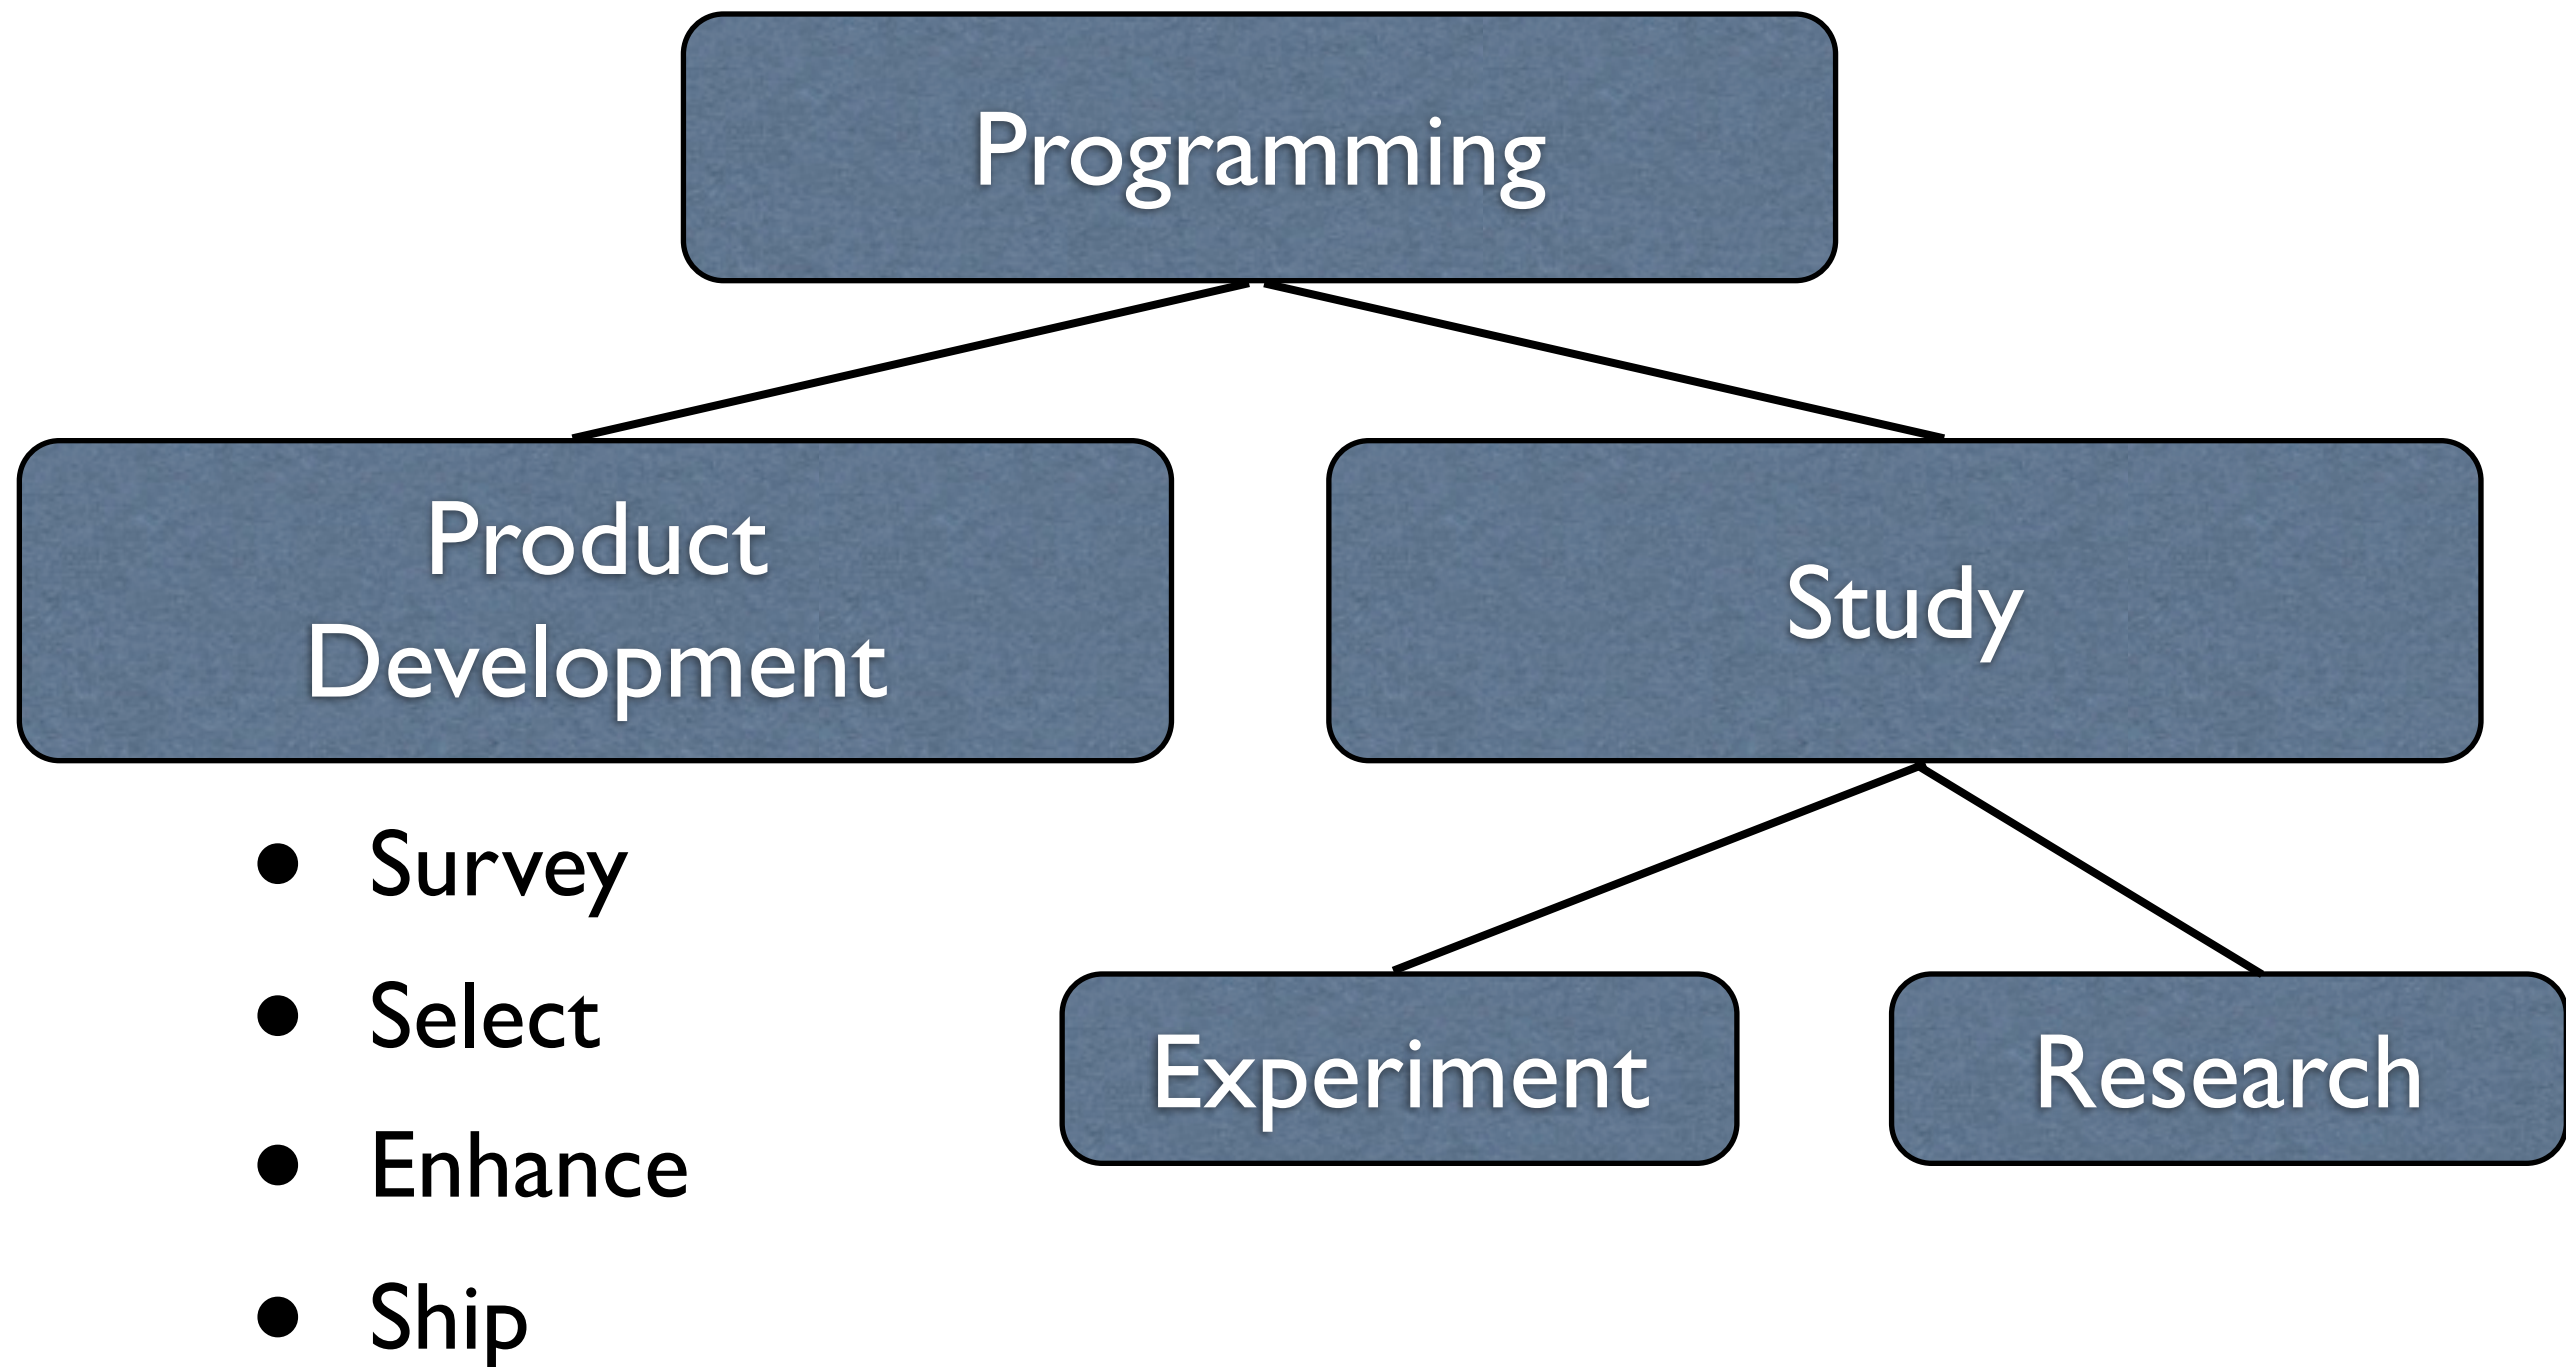 Programming
Product
Development
Study
• Survey
• Select
• Enhance
• Ship
Experiment
Research